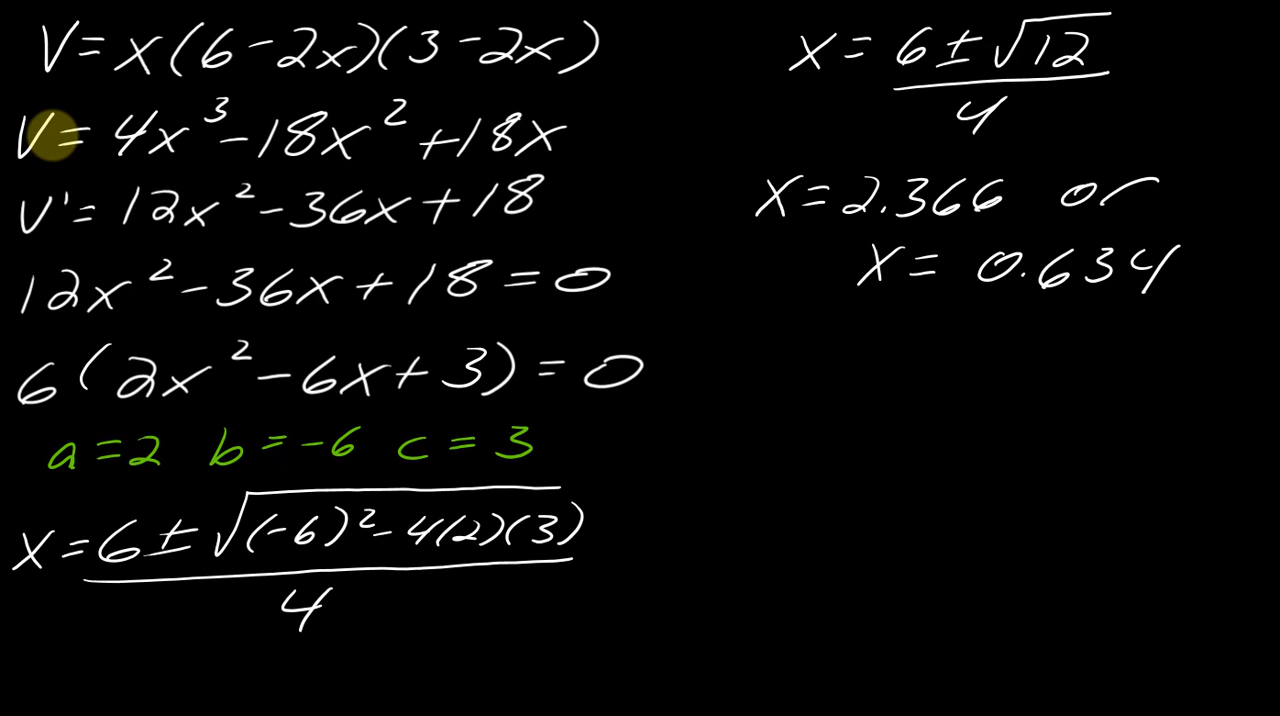 V = x(6 - 2x)(3 - 2x)
V = 4x³ - 18x² + 18x
V' = 12x² - 36x + 18
12x² - 36x + 18 = 0
6(2x² - 6x + 3) = 0
a = 2 b = -6 c = 3
x = (6 ± √((-6)² - 4(2)(3))) / 4
x = (6 ± √12) / 4
x = 2.366 or
x = 0.634